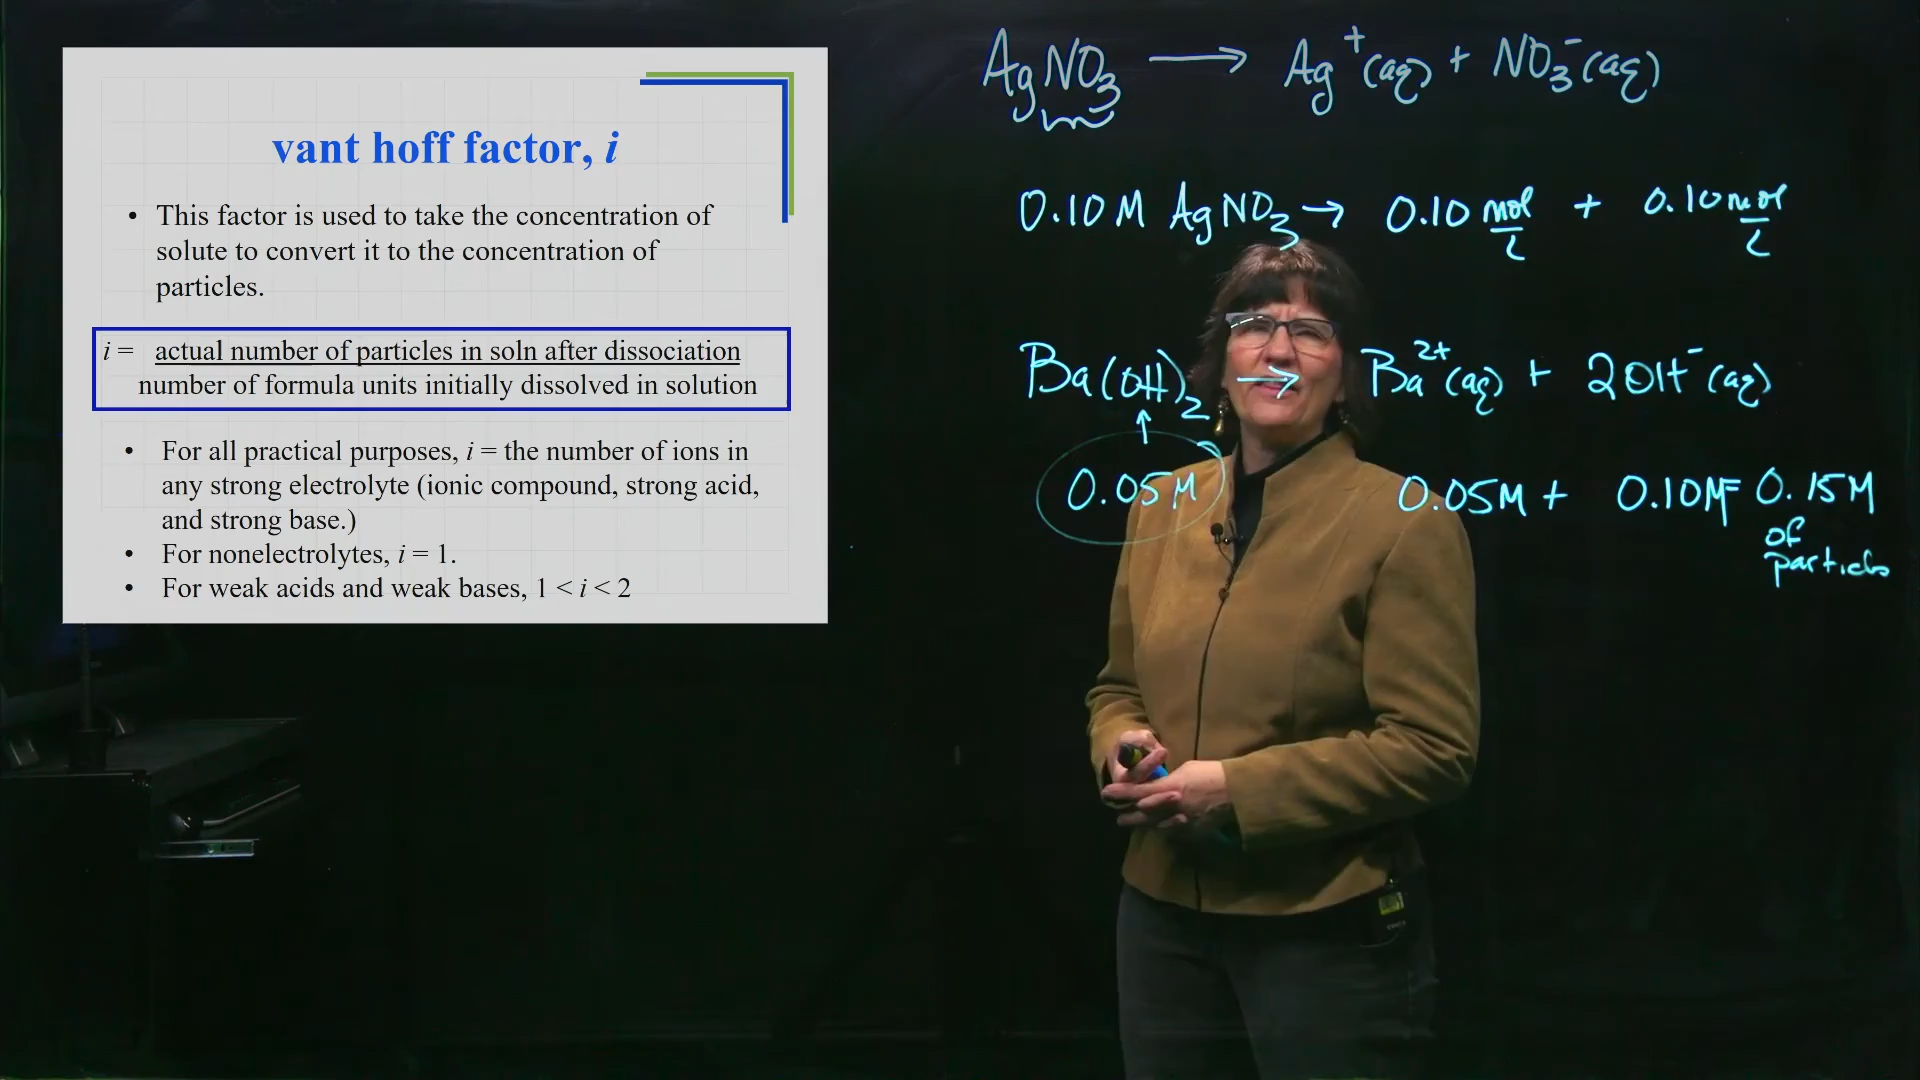 vant hoff factor, i
• This factor is used to take the concentration of
solute to convert it to the concentration of
particles.
i = actual number of particles in soln after dissociation
number of formula units initially dissolved in solution
• For all practical purposes, i = the number of ions in
any strong electrolyte (ionic compound, strong acid,
and strong base.)
• For nonelectrolytes, i = 1.
• For weak acids and weak bases, 1 < i < 2
AgNO₃ → Ag⁺(aq) + NO₃⁻(aq)
0.10M AgNO₃ → 0.10 mol/L + 0.10 mol/L
Ba(OH)₂ → Ba²⁺(aq) + 2OH⁻(aq)
0.05M 0.05M + 0.10M = 0.15M
of
particles